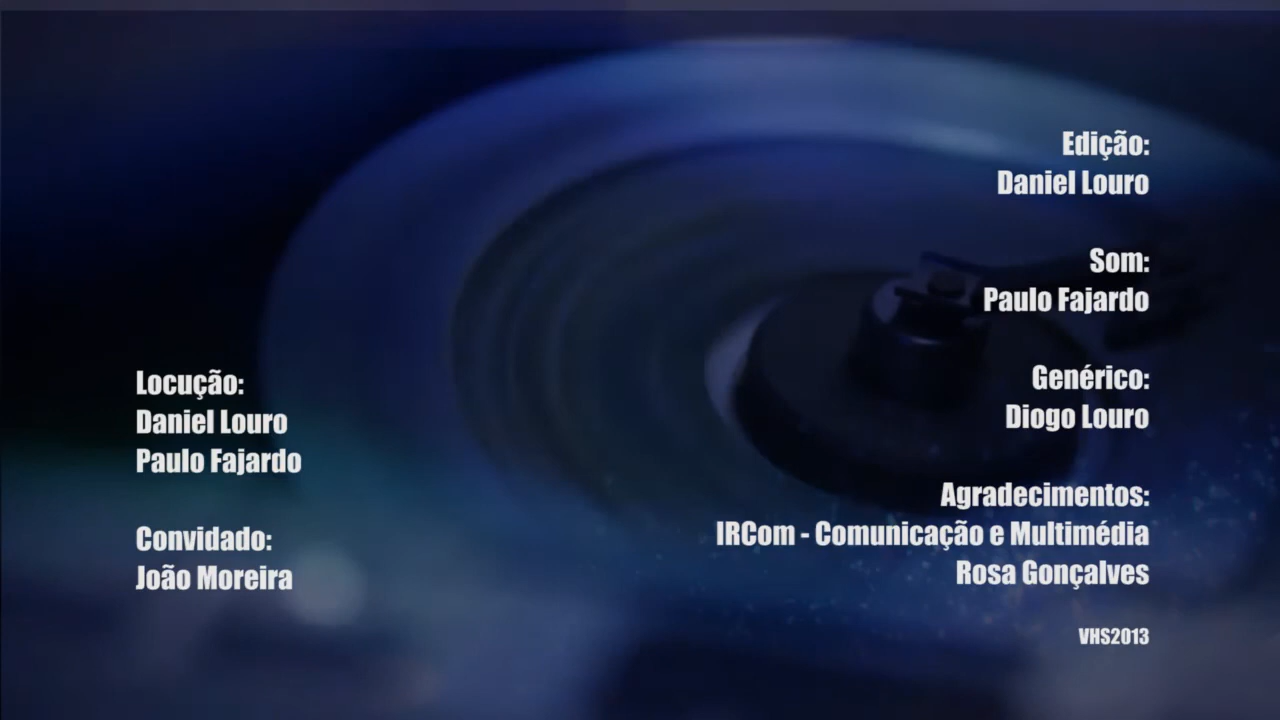 Locução:
Daniel Louro
Paulo Fajardo
Convidado:
João Moreira
Edição:
Daniel Louro
Som:
Paulo Fajardo
Genérico:
Diogo Louro
Agradecimentos:
IRCom - Comunicação e Multimédia
Rosa Gonçalves
VHS2013